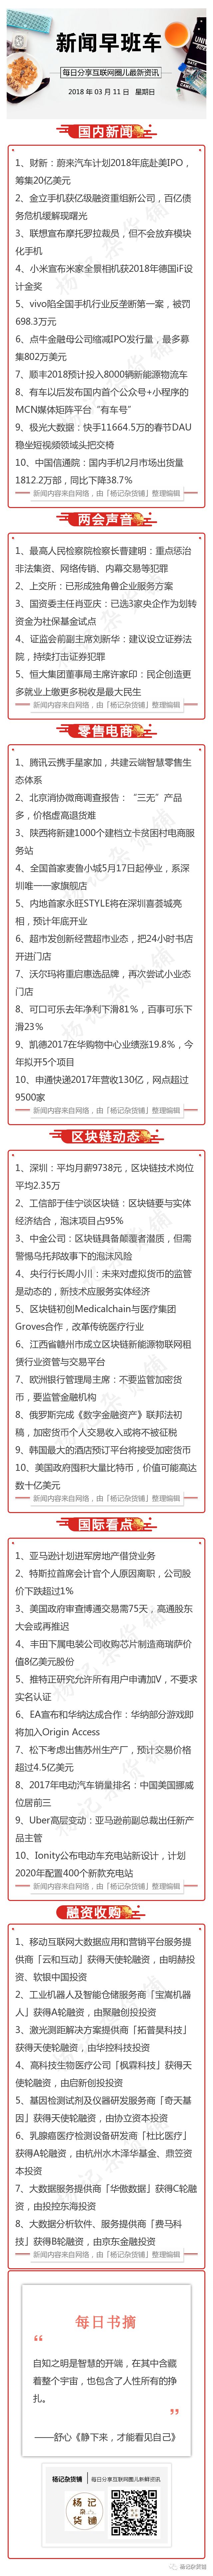 新闻早班车
每日分享互联网圈儿最新资讯
2018 年 03 月 11 日 星期日
国内新闻
1、财新：蔚来汽车计划2018年底赴美IPO，
筹集20亿美元
2、金立手机获亿级融资重组新公司，百亿债
务危机缓解现曙光
3、联想宣布摩托罗拉裁员，但不会放弃模块
化手机
4、小米宣布米家全景相机获2018年德国iF设
计金奖
5、vivo陷全国手机行业反垄断第一案，被罚
698.3万元
6、点牛金融母公司缩减IPO发行量，最多募
集802万美元
7、顺丰2018预计投入8000辆新能源物流车
8、有车以后发布国内首个公众号+小程序的
MCN媒体矩阵平台“有车号”
9、极光大数据：快手11664.5万的春节DAU
稳坐短视频领域头把交椅
10、中国信通院：国内手机2月市场出货量
1812.2万部，同比下降38.7%
新闻内容来自网络，由「杨记杂货铺」整理编辑
两会声音
1、最高人民检察院检察长曹建明：重点惩治
非法集资、网络传销、内幕交易等犯罪
2、上交所：已形成独角兽企业服务方案
3、国资委主任肖亚庆：已选3家央企作为划转
资金为社保基金试点
4、证监会前副主席刘新华：建议设立证券法
院，持续打击证券犯罪
5、恒大集团董事局主席许家印：民企创造更
多就业上缴更多税收是最大民生
新闻内容来自网络，由「杨记杂货铺」整理编辑
零售电商
1、腾讯云携手星家加，共建云端智慧零售生
态体系
2、北京消协微商调查报告：“三无”产品
多，价格虚高退货难
3、陕西将新建1000个建档立卡贫困村电商服
务站
4、全国首家麦鲁小城5月17日起停业，系深
圳唯一一家旗舰店
5、内地首家永旺STYLE将在深圳喜荟城亮
相，预计年底开业
6、超市发创新经营超市业态，把24小时书店
开进门店
7、沃尔玛将重启惠选品牌，再次尝试小业态
门店
8、可口可乐去年净利下滑81%，百事可乐下
滑23%
9、凯德2017在华购物中心业绩涨19.8%，今
年拟开5个项目
10、申通快递2017年营收130亿，网点超过
9500家
新闻内容来自网络，由「杨记杂货铺」整理编辑
区块链动态
1、深圳：平均月薪9738元，区块链技术岗位
平均2.35万
2、工信部于佳宁谈区块链：区块链要与实体
经济结合，泡沫项目占95%
3、中金公司：区块链具备颠覆者潜质，但需
警惕乌托邦故事下的泡沫风险
4、央行行长周小川：未来对虚拟货币的监管
是动态的，新技术应服务实体经济
5、区块链初创Medicalchain与医疗集团
Groves合作，改革传统医疗行业
6、江西省赣州市成立区块链新能源物联网租
赁行业资管与交易平台
7、欧洲银行管理局主席：不要监管加密货
币，要监管金融机构
8、俄罗斯完成《数字金融资产》联邦法初
稿，加密货币个人交易收入或将不被征税
9、韩国最大的酒店预订平台将接受加密货币
10、美国政府囤积大量比特币，价值可能高达
数十亿美元
新闻内容来自网络，由「杨记杂货铺」整理编辑
国际看点
1、亚马逊计划进军房地产借贷业务
2、特斯拉首席会计官个人原因离职，公司股
价下跌超过1%
3、美国政府审查博通交易需75天，高通股东
大会或再推迟
4、丰田下属电装公司收购芯片制造商瑞萨价
值8亿美元股份
5、推特正研究允许所有用户申请加V，不要求
实名认证
6、EA宣布和华纳达成合作：华纳部分游戏即
将加入Origin Access
7、松下考虑出售苏州生产厂，预计交易价格
超过4.5亿美元
8、2017年电动汽车销量排名：中国美国挪威
位居前三
9、Uber高层变动：亚马逊前副总裁出任新产
品主管
10、Ionity公布电动车充电站新设计，计划
2020年配置400个新款充电站
新闻内容来自网络，由「杨记杂货铺」整理编辑
融资收购
1、移动互联网大数据应用和营销平台服务提
供商「云和互动」获得天使轮融资，由明赫投
资、软银中国投资
2、工业机器人及智能仓储服务商「宝嵩机器
人」获得A轮融资，由聚融创投投资
3、激光测距解决方案提供商「拓普昊科技」
获得天使轮融资，由华控科技投资
4、高科技生物医疗公司「枫霖科技」获得天
使轮融资，由启新创投投资
5、基因检测试剂及仪器研发服务商「奇天基
因」获得天使轮融资，由协立资本投资
6、乳腺癌医疗检测设备研发商「杜比医疗」
获得A轮融资，由杭州水木泽华基金、鼎笠资
本投资
7、大数据服务提供商「华傲数据」获得C轮融
资，由投控东海投资
8、大数据分析软件、服务提供商「费马科
技」获得B轮融资，由京东金融投资
新闻内容来自网络，由「杨记杂货铺」整理编辑
每日书摘
自知之明是智慧的开端，在其中含藏
着整个宇宙，也包含了人性所有的挣
扎。
——舒心《静下来，才能看见自己》
杨记杂货铺 每日分享互联网圈儿新鲜资讯
杨记
杂
货铺
杨记杂货铺